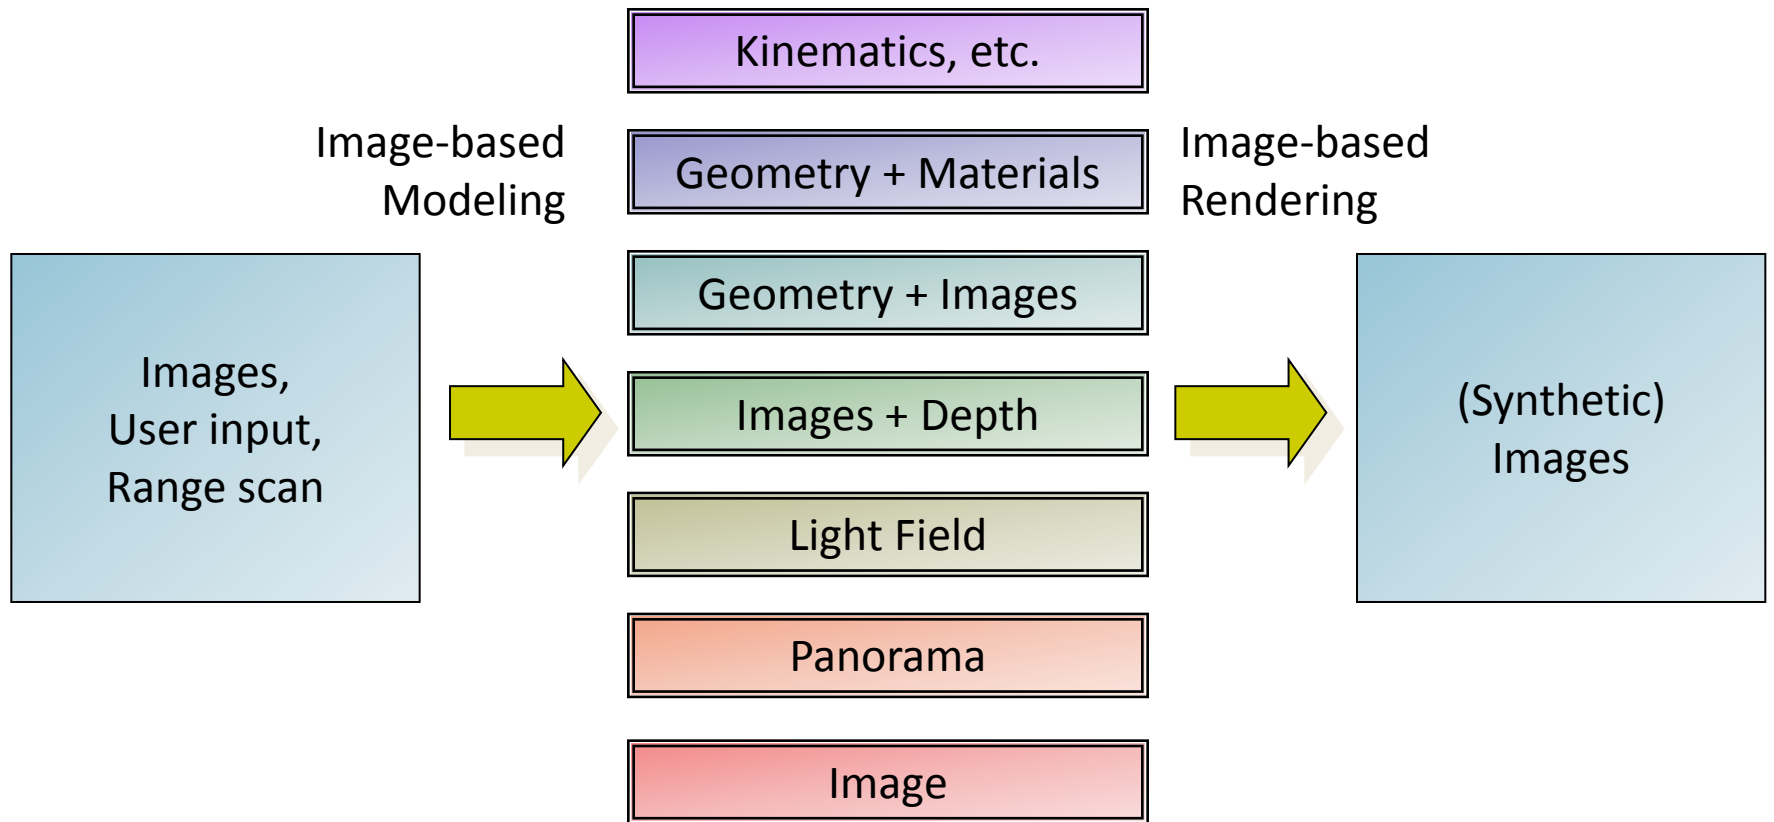 Kinematics, etc.
Image-based
Modeling
Geometry + Materials
Image-based
Rendering
Geometry + Images
Images,
User input,
Range scan
Images + Depth
(Synthetic)
Images
Light Field
Panorama
Image